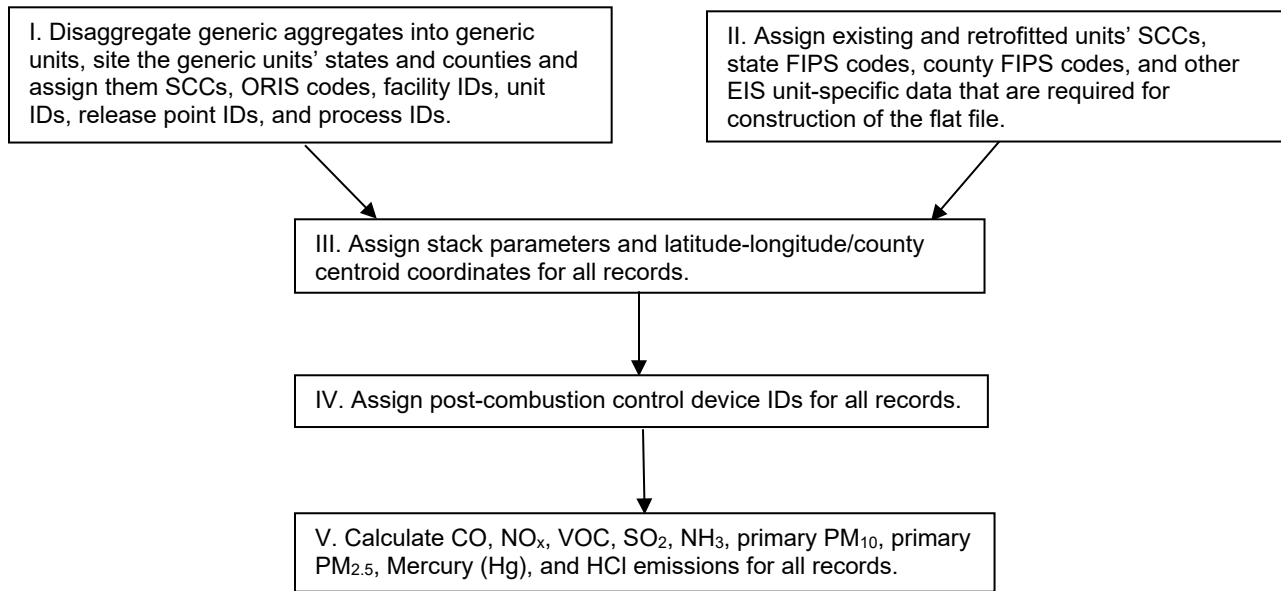 I. Disaggregate generic aggregates into generic
units, site the generic units’ states and counties and
assign them SCCs, ORIS codes, facility IDs, unit
IDs, release point IDs, and process IDs.
II. Assign existing and retrofitted units’ SCCs,
state FIPS codes, county FIPS codes, and other
EIS unit-specific data that are required for
construction of the flat file.
III. Assign stack parameters and latitude-longitude/county
centroid coordinates for all records.
IV. Assign post-combustion control device IDs for all records.
V. Calculate CO, NOₓ, VOC, SO₂, NH₃, primary PM₁₀, primary
PM₂.₅, Mercury (Hg), and HCl emissions for all records.